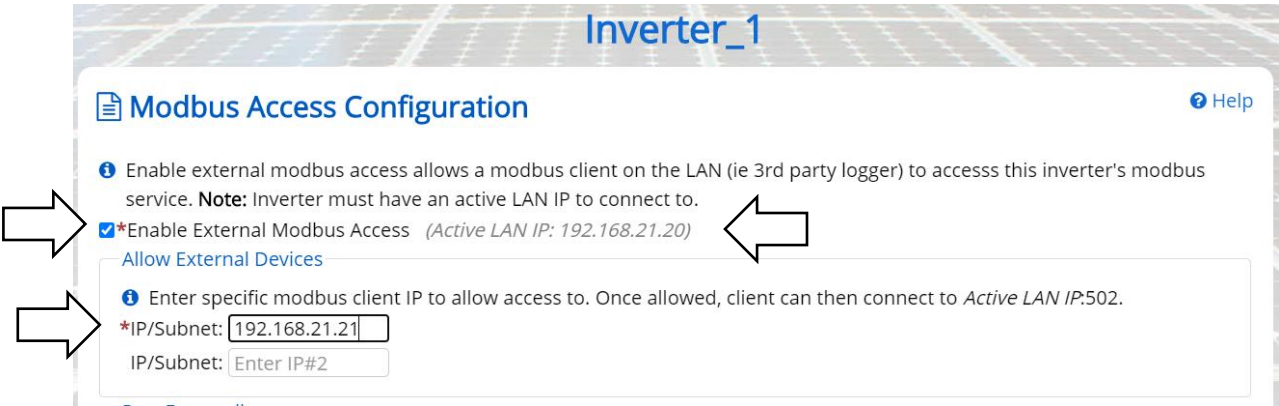 Inverter_1
Modbus Access Configuration
Help
Enable external modbus access allows a modbus client on the LAN (ie 3rd party logger) to accesss this inverter's modbus
service. Note: Inverter must have an active LAN IP to connect to.
*Enable External Modbus Access (Active LAN IP: 192.168.21.20)
Allow External Devices
Enter specific modbus client IP to allow access to. Once allowed, client can then connect to Active LAN IP:502.
*IP/Subnet: 192.168.21.21
IP/Subnet: Enter IP#2